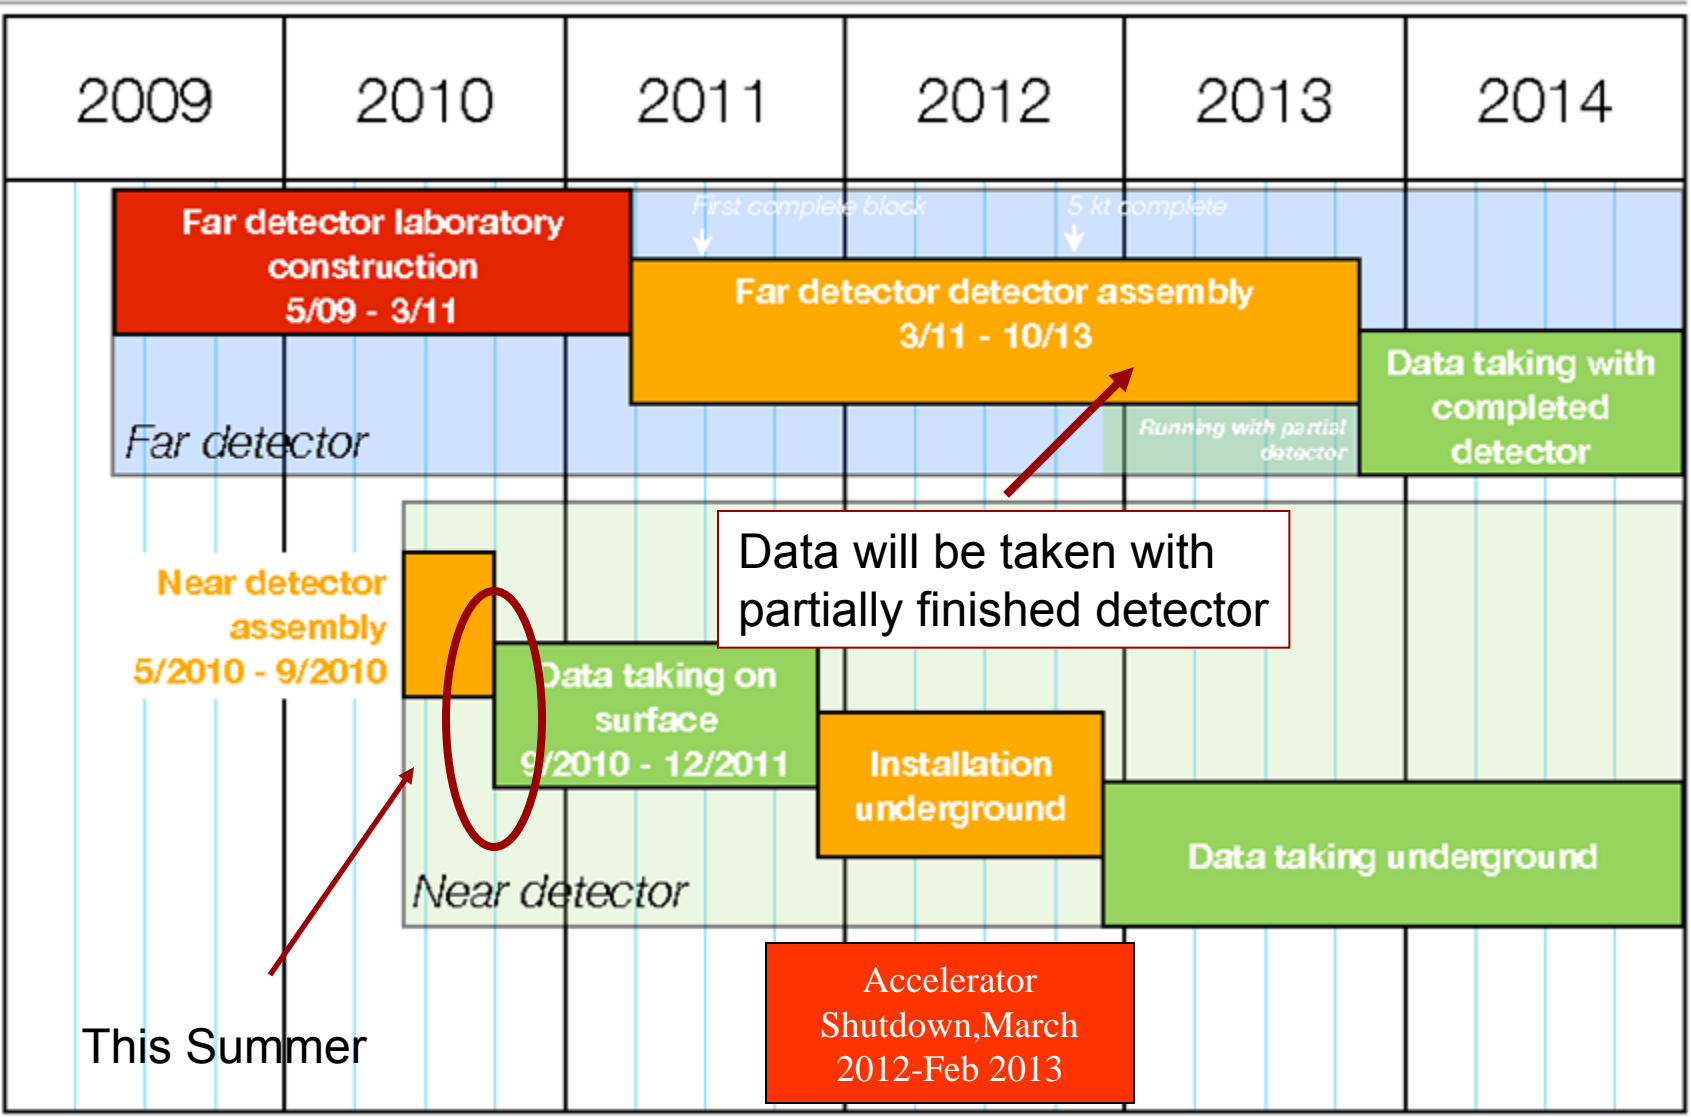 2009 2010 2011 2012 2013 2014
First complete block
5 kt complete
Far detector laboratory
construction
5/09 - 3/11
Far detector detector assembly
3/11 - 10/13
Data taking with
completed
detector
Running with partial
detector
Far detector
Data will be taken with
partially finished detector
Near detector
assembly
5/2010 - 9/2010
Data taking on
surface
9/2010 - 12/2011
Installation
underground
Data taking underground
Near detector
This Summer
Accelerator
Shutdown,March
2012-Feb 2013